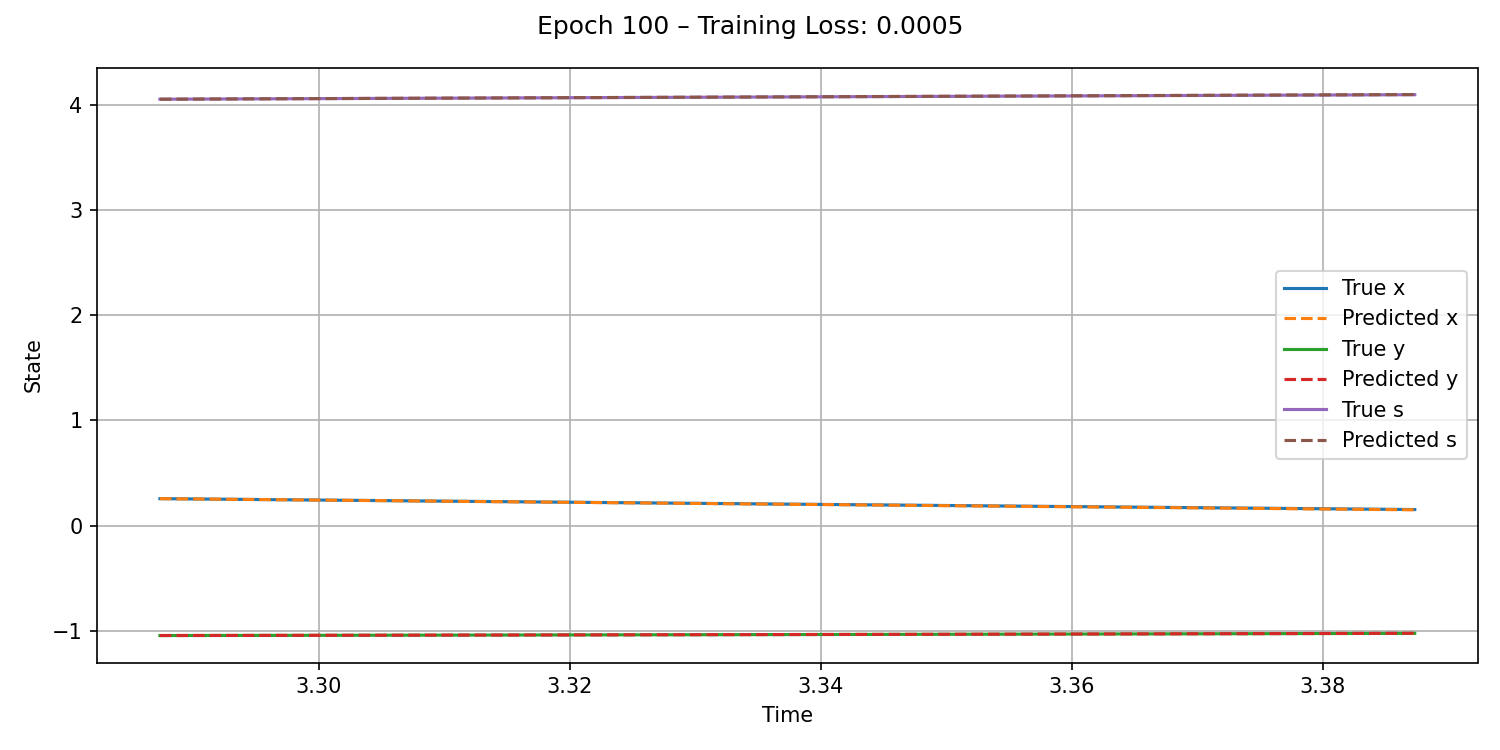 Epoch 100 – Training Loss: 0.0005
4
3
2
1
0
−1
State
True x
Predicted x
True y
Predicted y
True s
Predicted s
3.30 3.32 3.34 3.36 3.38
Time